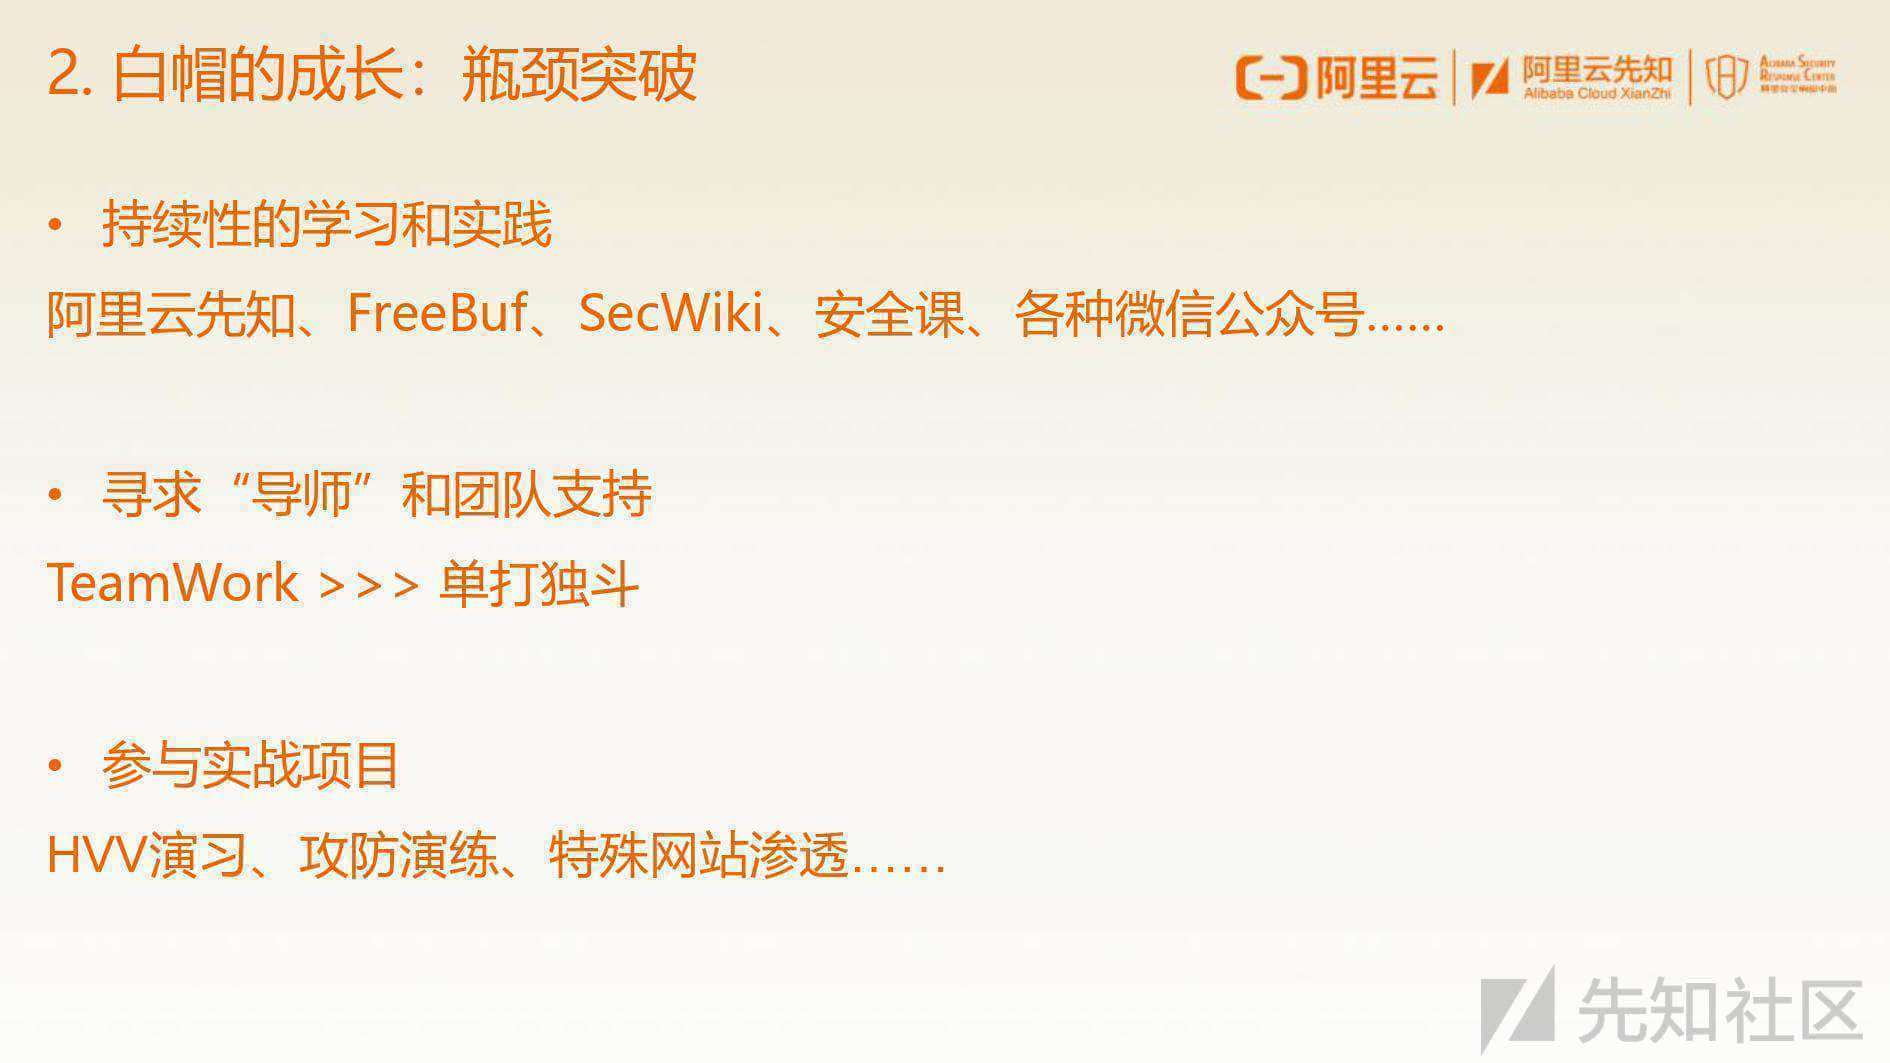 2. 白帽的成长：瓶颈突破
阿里云
阿里云先知
Alibaba Cloud XianZhi
ALIBABA SECURITY
RESPONSE CENTER
• 持续性的学习和实践
阿里云先知、FreeBuf、SecWiki、安全课、各种微信公众号......
• 寻求“导师”和团队支持
TeamWork >>> 单打独斗
• 参与实战项目
HVV演习、攻防演练、特殊网站渗透……
先知社区